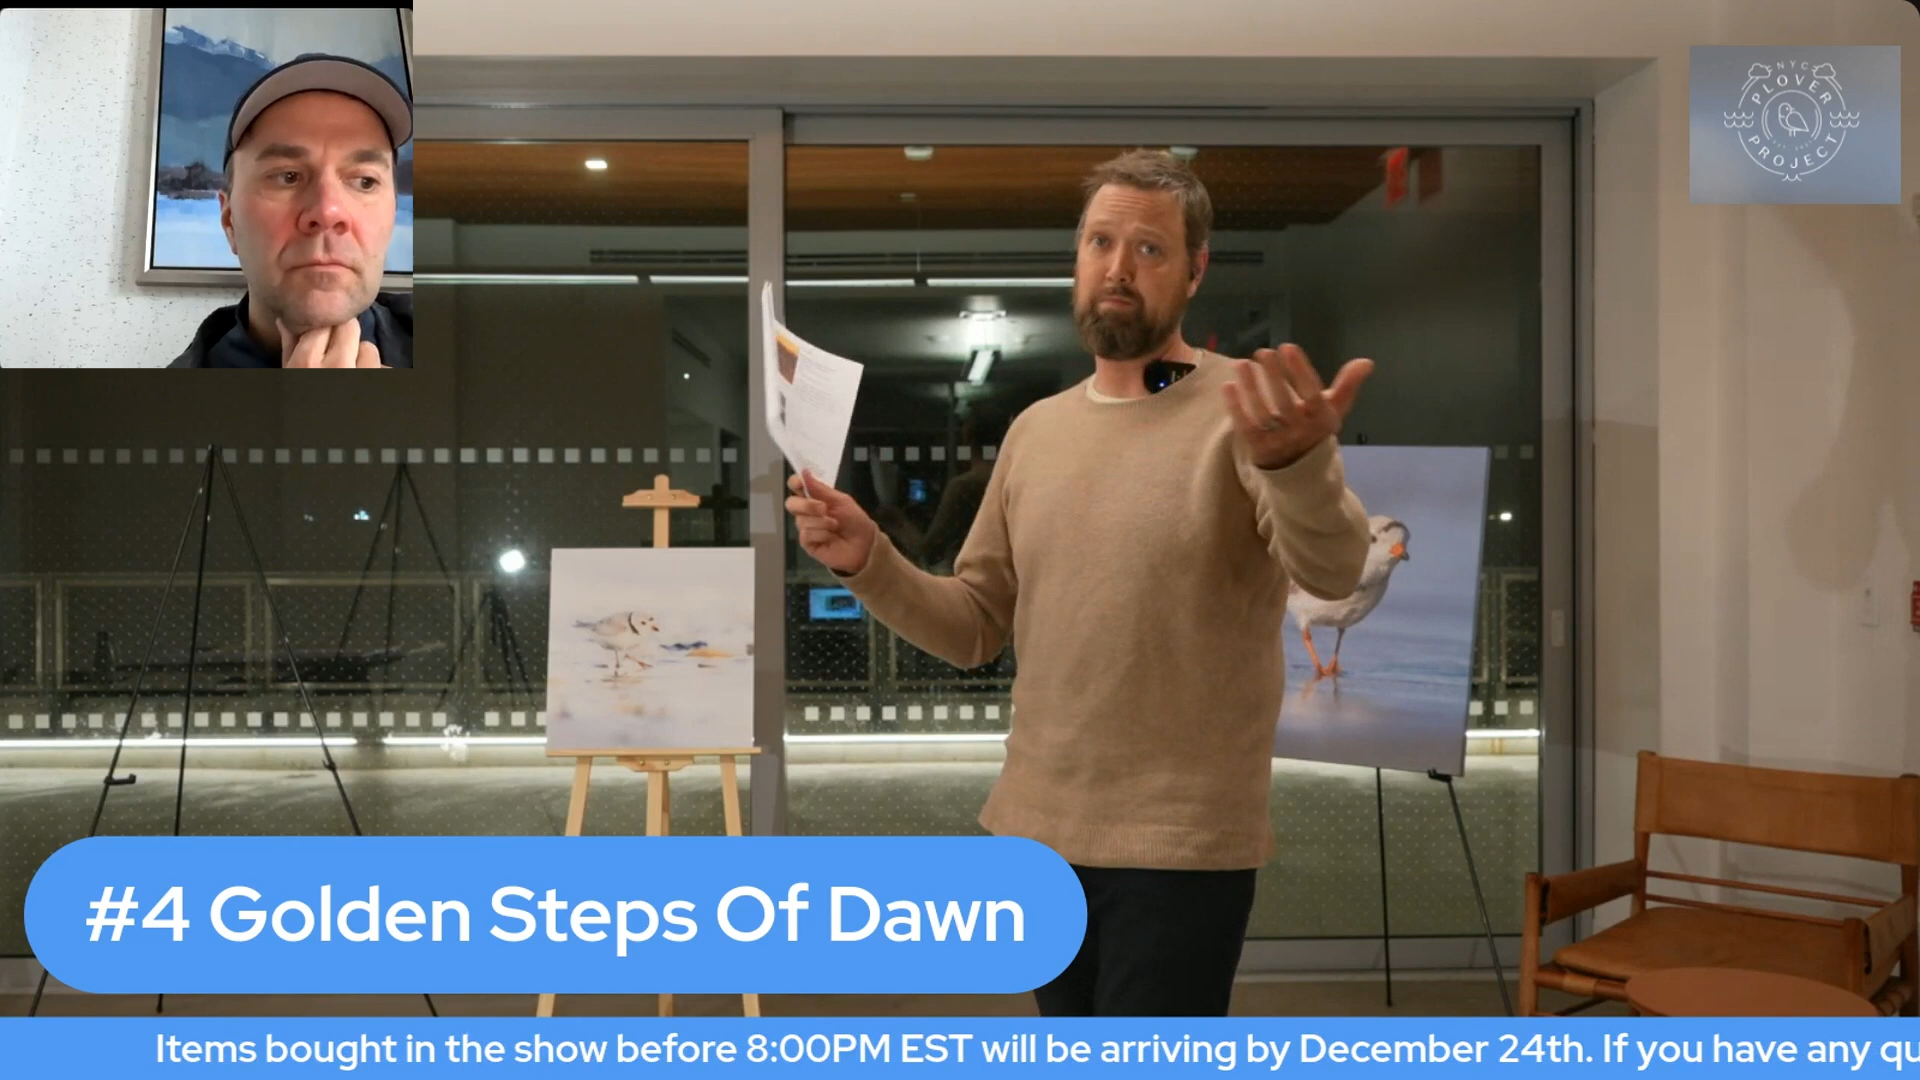 NYC
PLOVER
PROJECT
#4 Golden Steps Of Dawn
Items bought in the show before 8:00PM EST will be arriving by December 24th. If you have any qu